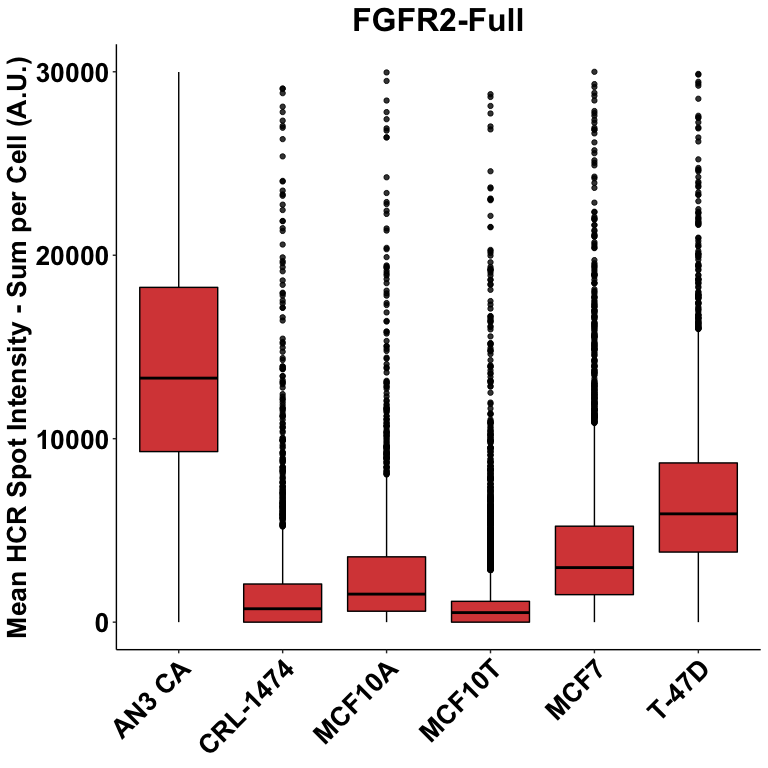 FGFR2-Full
Mean HCR Spot Intensity - Sum per Cell (A.U.)
30000
20000
10000
0
AN3 CA
CRL-1474
MCF10A
MCF10T
MCF7
T-47D